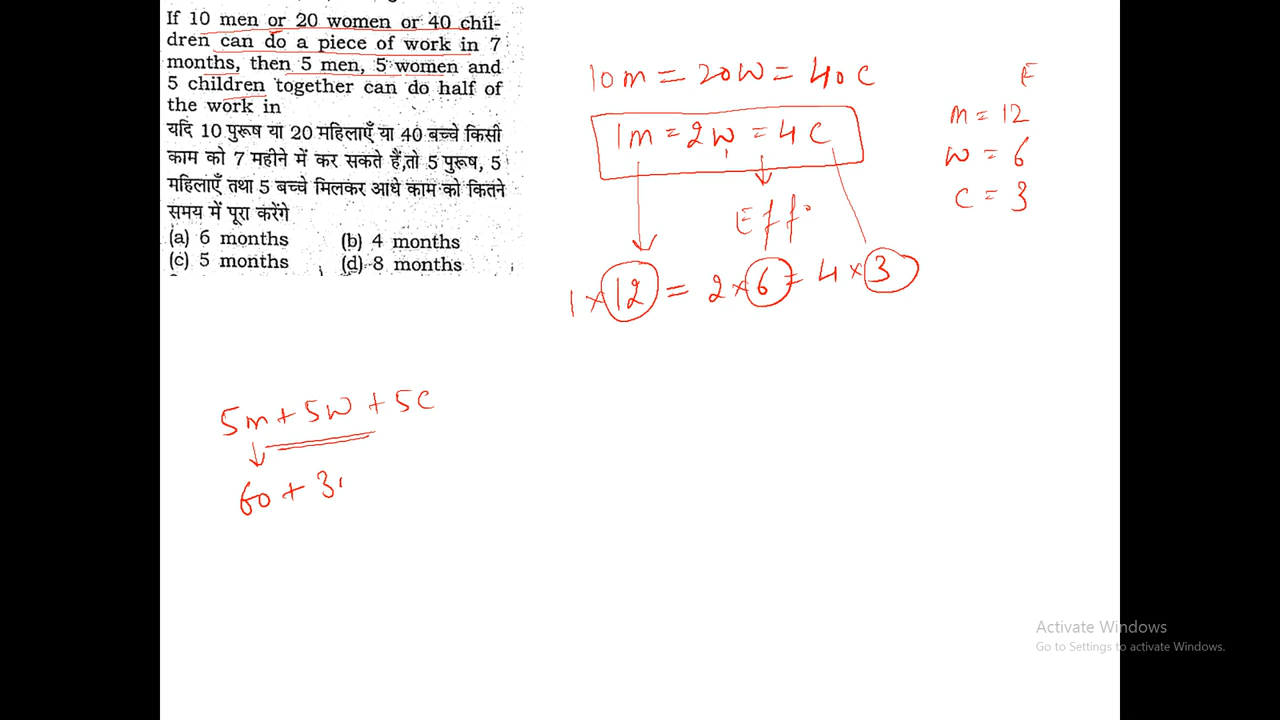 If 10 men or 20 women or 40 chil-
dren can do a piece of work in 7
months, then 5 men, 5 women and
5 children together can do half of
the work in
यदि 10 पुरूष या 20 महिलाएँ या 40 बच्चे किसी
काम को 7 महीने में कर सकते हैं,तो 5 पुरूष, 5
महिलाएँ तथा 5 बच्चे मिलकर आधे काम को कितने
समय में पूरा करेंगे
(a) 6 months (b) 4 months
(c) 5 months (d) 8 months
10m = 20W = 40C
1m = 2W = 4C
Eff.
1×12 = 2×6 = 4×3
E
m = 12
W = 6
C = 3
5m + 5W + 5C
60 + 3
Activate Windows
Go to Settings to activate Windows.